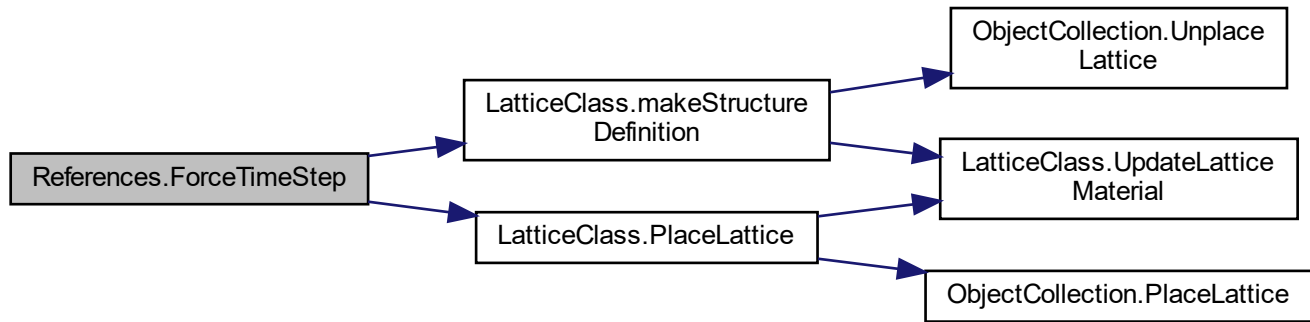 References.ForceTimeStep
LatticeClass.makeStructure
Definition
LatticeClass.PlaceLattice
ObjectCollection.Unplace
Lattice
LatticeClass.UpdateLattice
Material
ObjectCollection.PlaceLattice